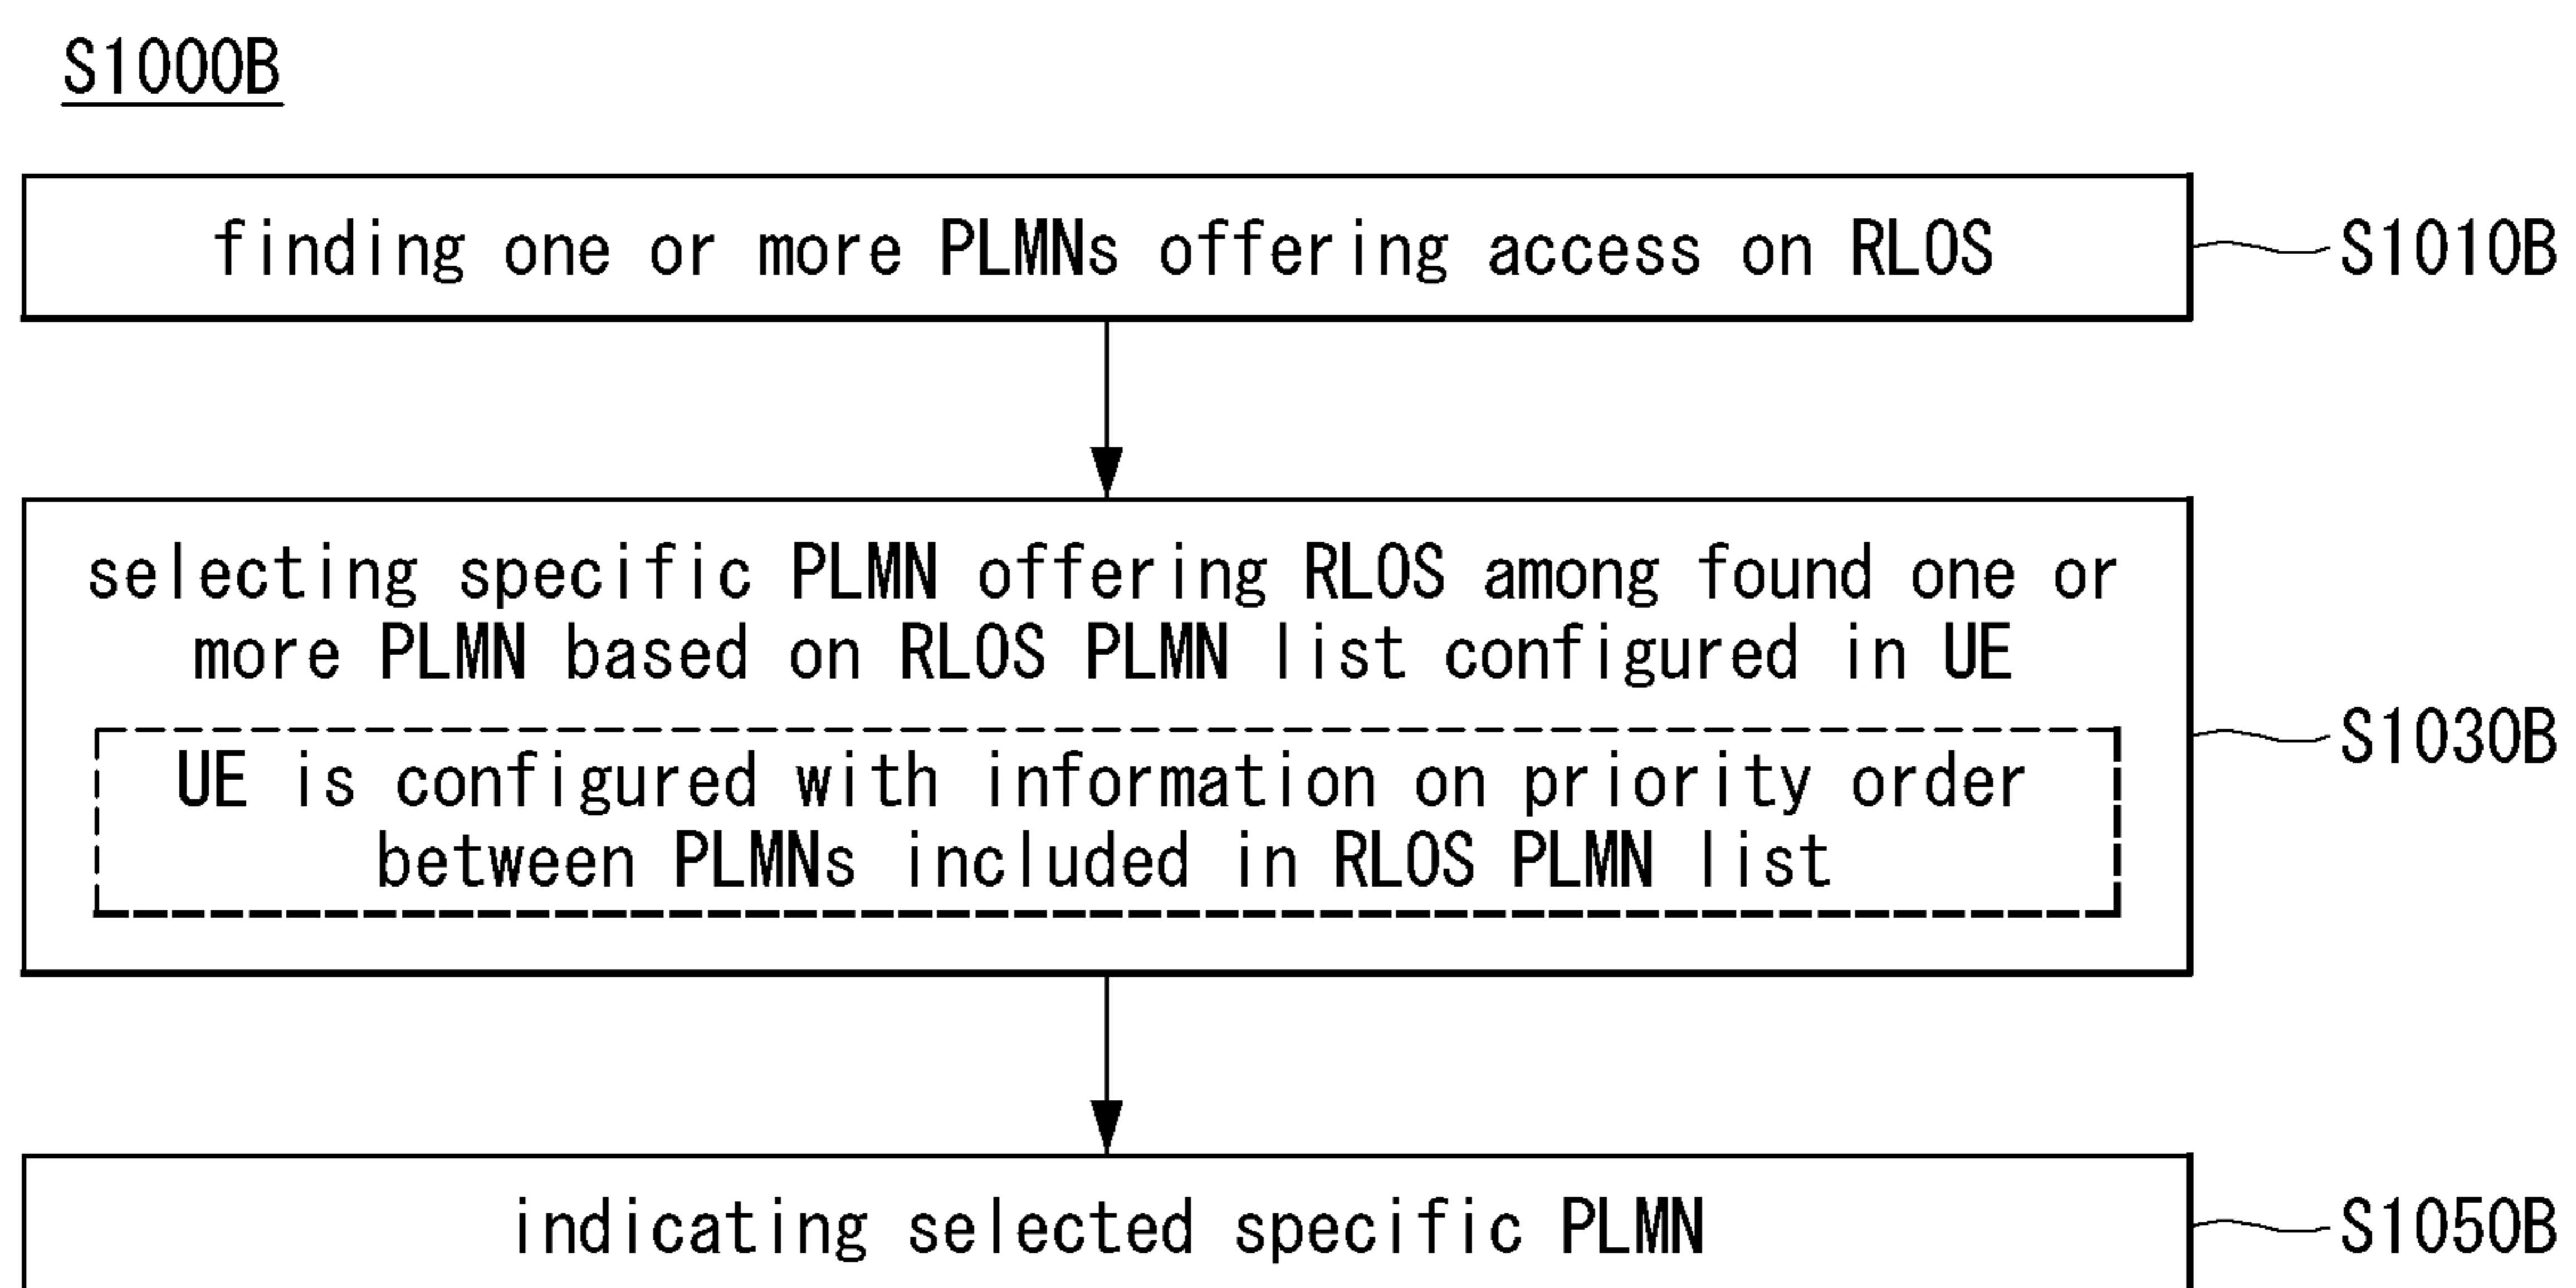 S1000B
finding one or more PLMNs offering access on RLOS
S1010B
selecting specific PLMN offering RLOS among found one or
more PLMN based on RLOS PLMN list configured in UE
S1030B
UE is configured with information on priority order
between PLMNs included in RLOS PLMN list
indicating selected specific PLMN
S1050B